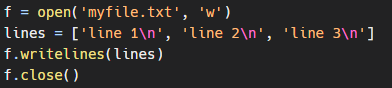 f = open('myfile.txt', 'w')
lines = ['line 1\n', 'line 2\n', 'line 3\n']
f.writelines(lines)
f.close()